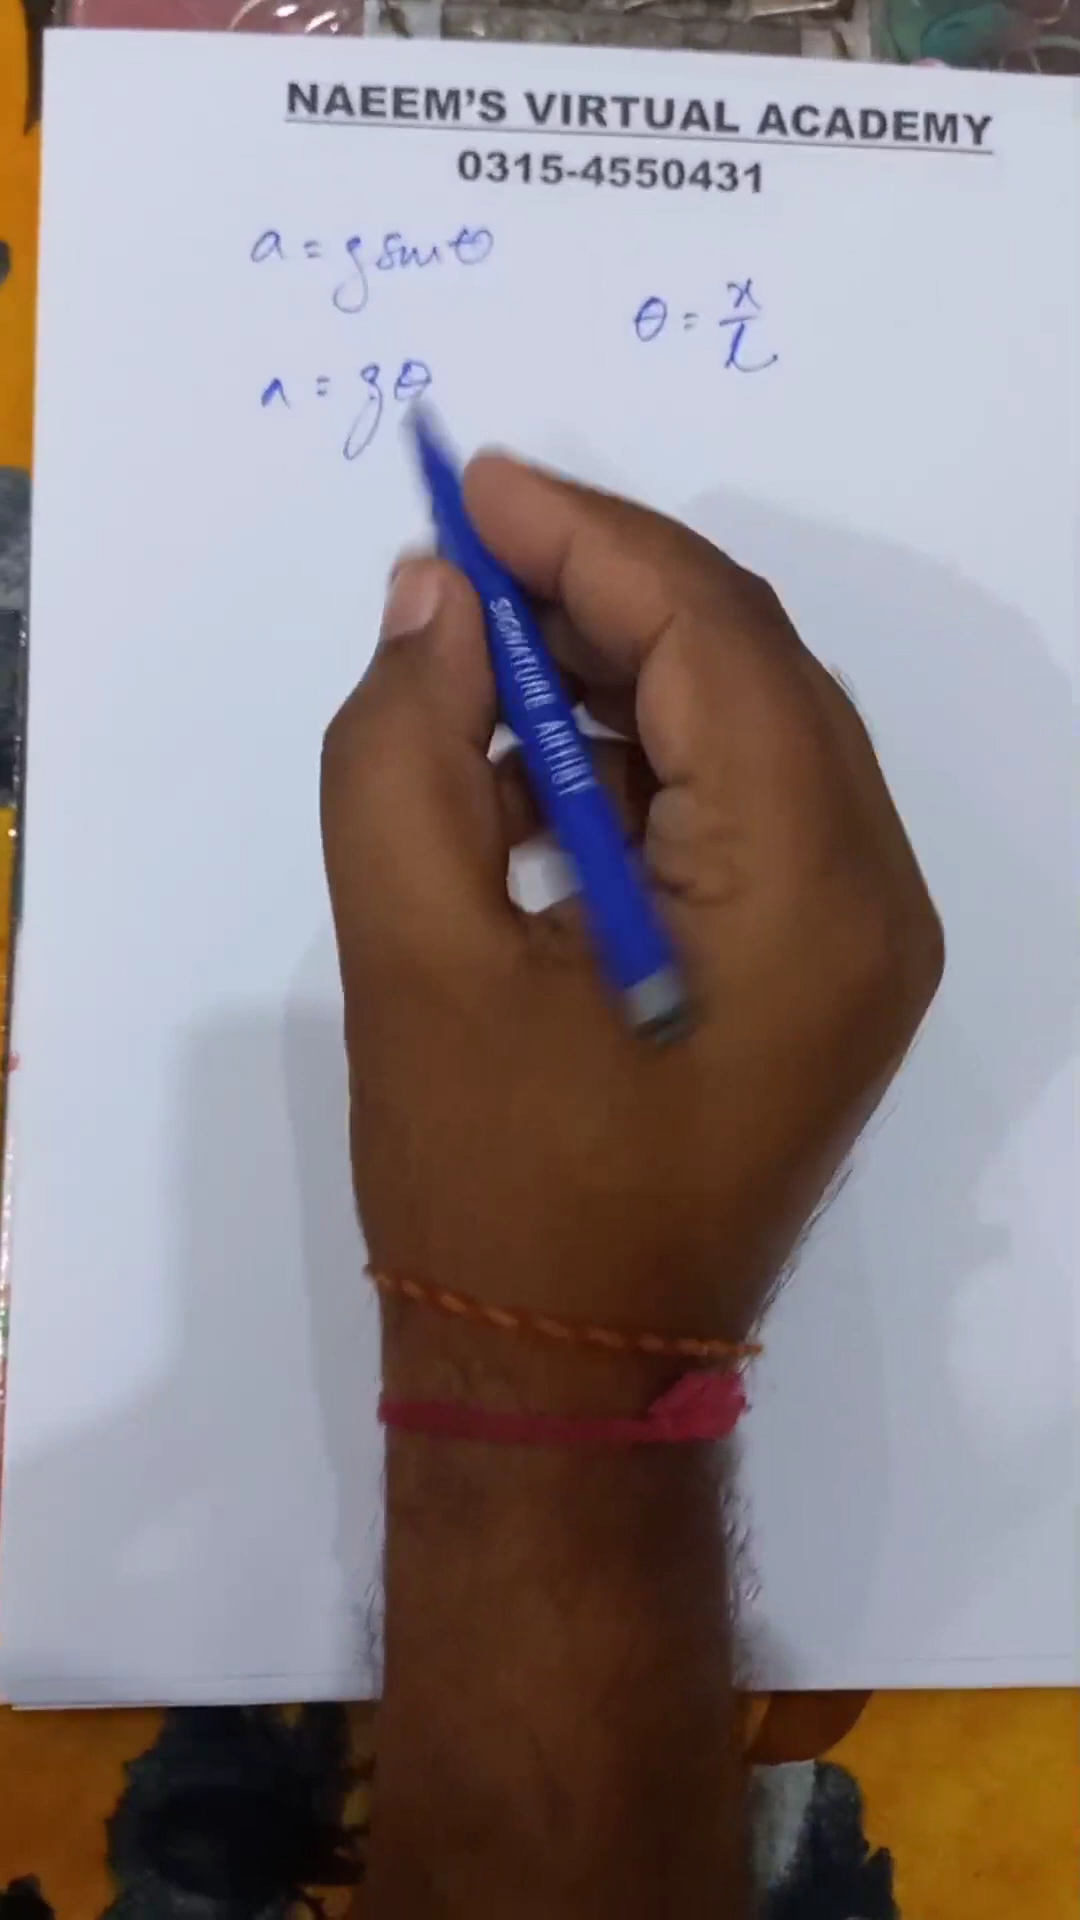 NAEEM'S VIRTUAL ACADEMY
0315-4550431
a = g sin θ
θ = x/l
a = gθ
SIGNATURE ARTIST